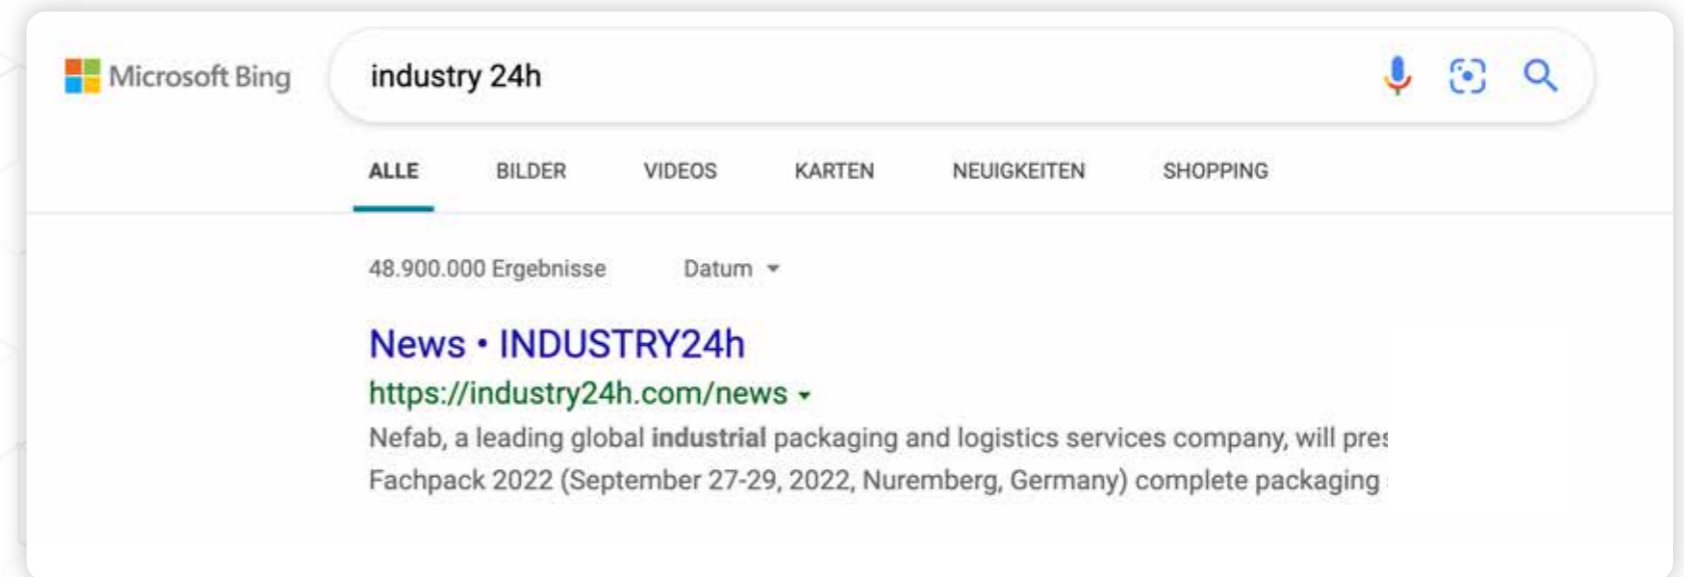 Microsoft Bing
industry 24h
ALLE BILDER VIDEOS KARTEN NEUIGKEITEN SHOPPING
48.900.000 Ergebnisse Datum
News • INDUSTRY24h
https://industry24h.com/news
Nefab, a leading global industrial packaging and logistics services company, will
Fachpack 2022 (September 27-29, 2022, Nuremberg, Germany) complete packaging